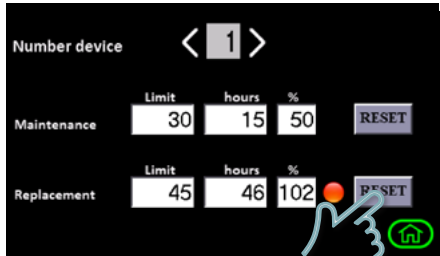 Number device < 1 >
Limit hours %
Maintenance 30 15 50 RESET
Limit hours %
Replacement 45 46 102 RESET